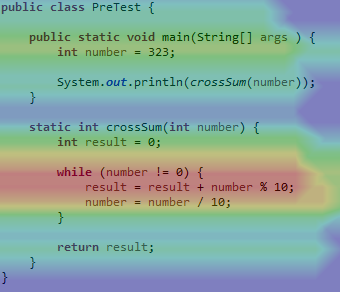 public class PreTest {
public static void main(String[] args ) {
int number = 323;
System.out.println(crossSum(number));
}
static int crossSum(int number) {
int result = 0;
while (number != 0) {
result = result + number % 10;
number = number / 10;
}
return result;
}
}